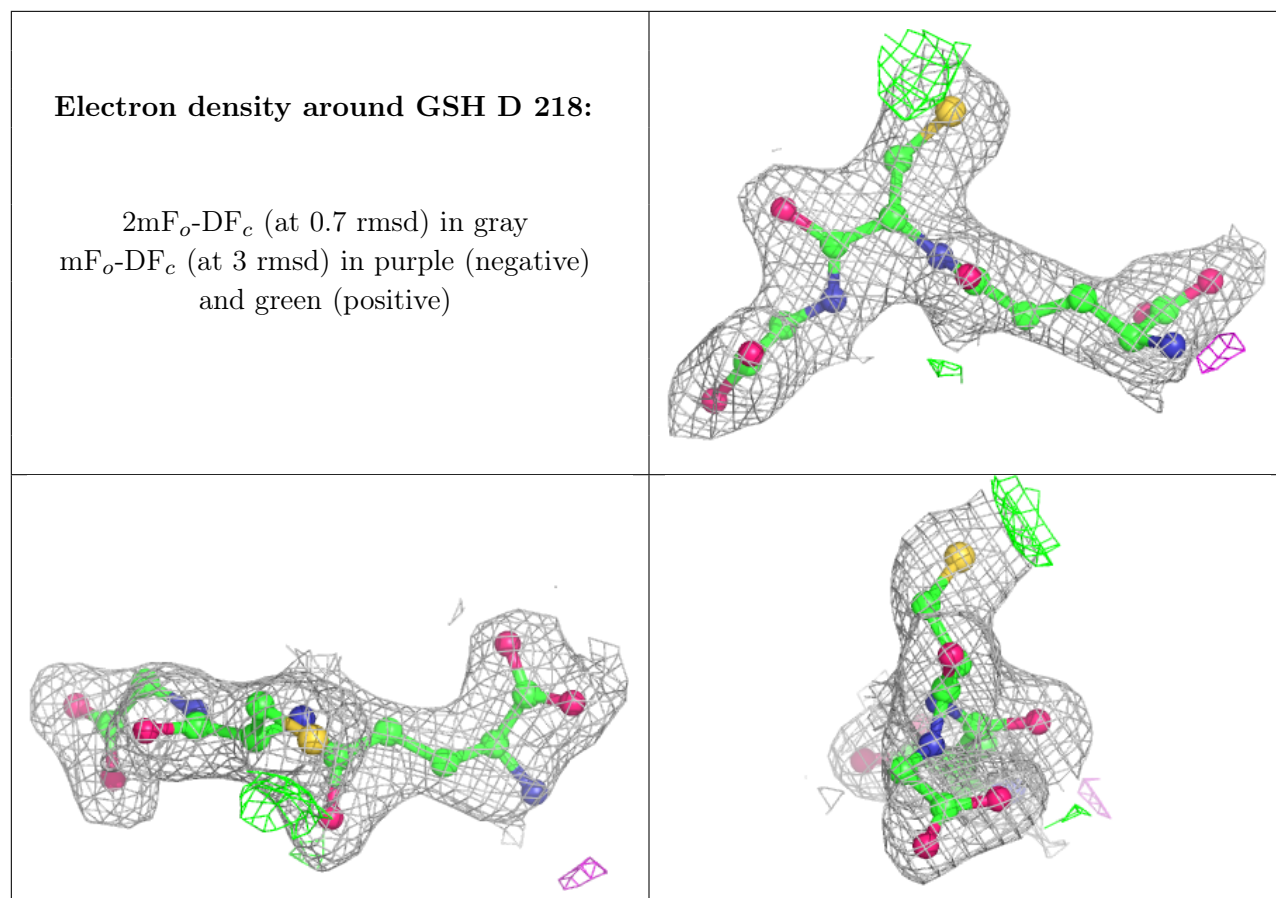 Electron density around GSH D 218:
2mFo-DFc (at 0.7 rmsd) in gray
mFo-DFc (at 3 rmsd) in purple (negative)
and green (positive)